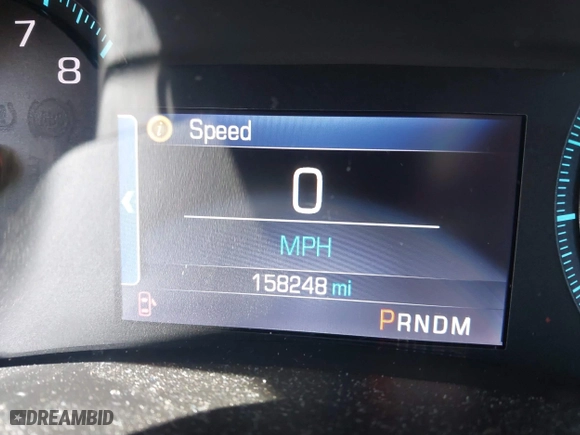 7
8
Speed
0
MPH
158248 mi
PRNDM
DREAMBID